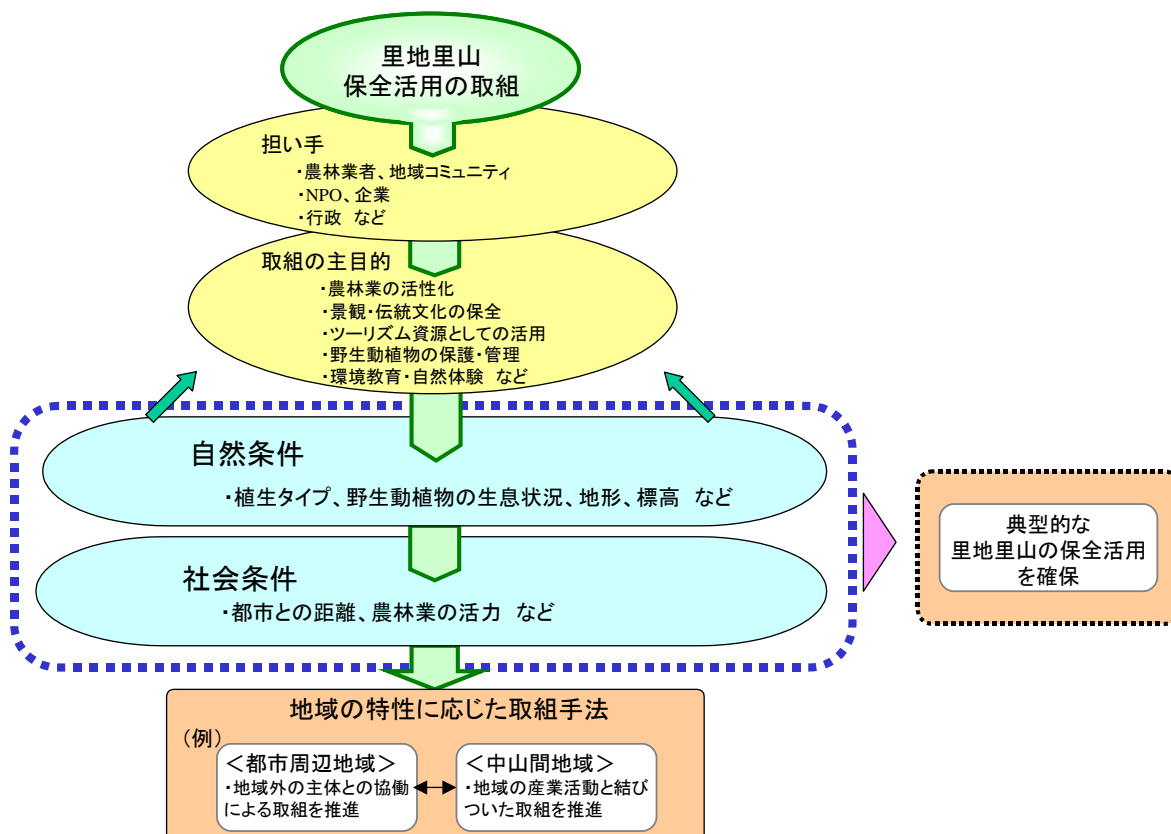 里地里山
保全活用の取組
担い手
・農林業者、地域コミュニティ
・NPO、企業
・行政 など
取組の主目的
・農林業の活性化
・景観・伝統文化の保全
・ツーリズム資源としての活用
・野生動植物の保護・管理
・環境教育・自然体験 など
自然条件
・植生タイプ、野生動植物の生息状況、地形、標高 など
社会条件
・都市との距離、農林業の活力 など
典型的な
里地里山の保全活用
を確保
地域の特性に応じた取組手法
（例）
＜都市周辺地域＞
・地域外の主体との協働
による取組を推進
＜中山間地域＞
・地域の産業活動と結び
ついた取組を推進